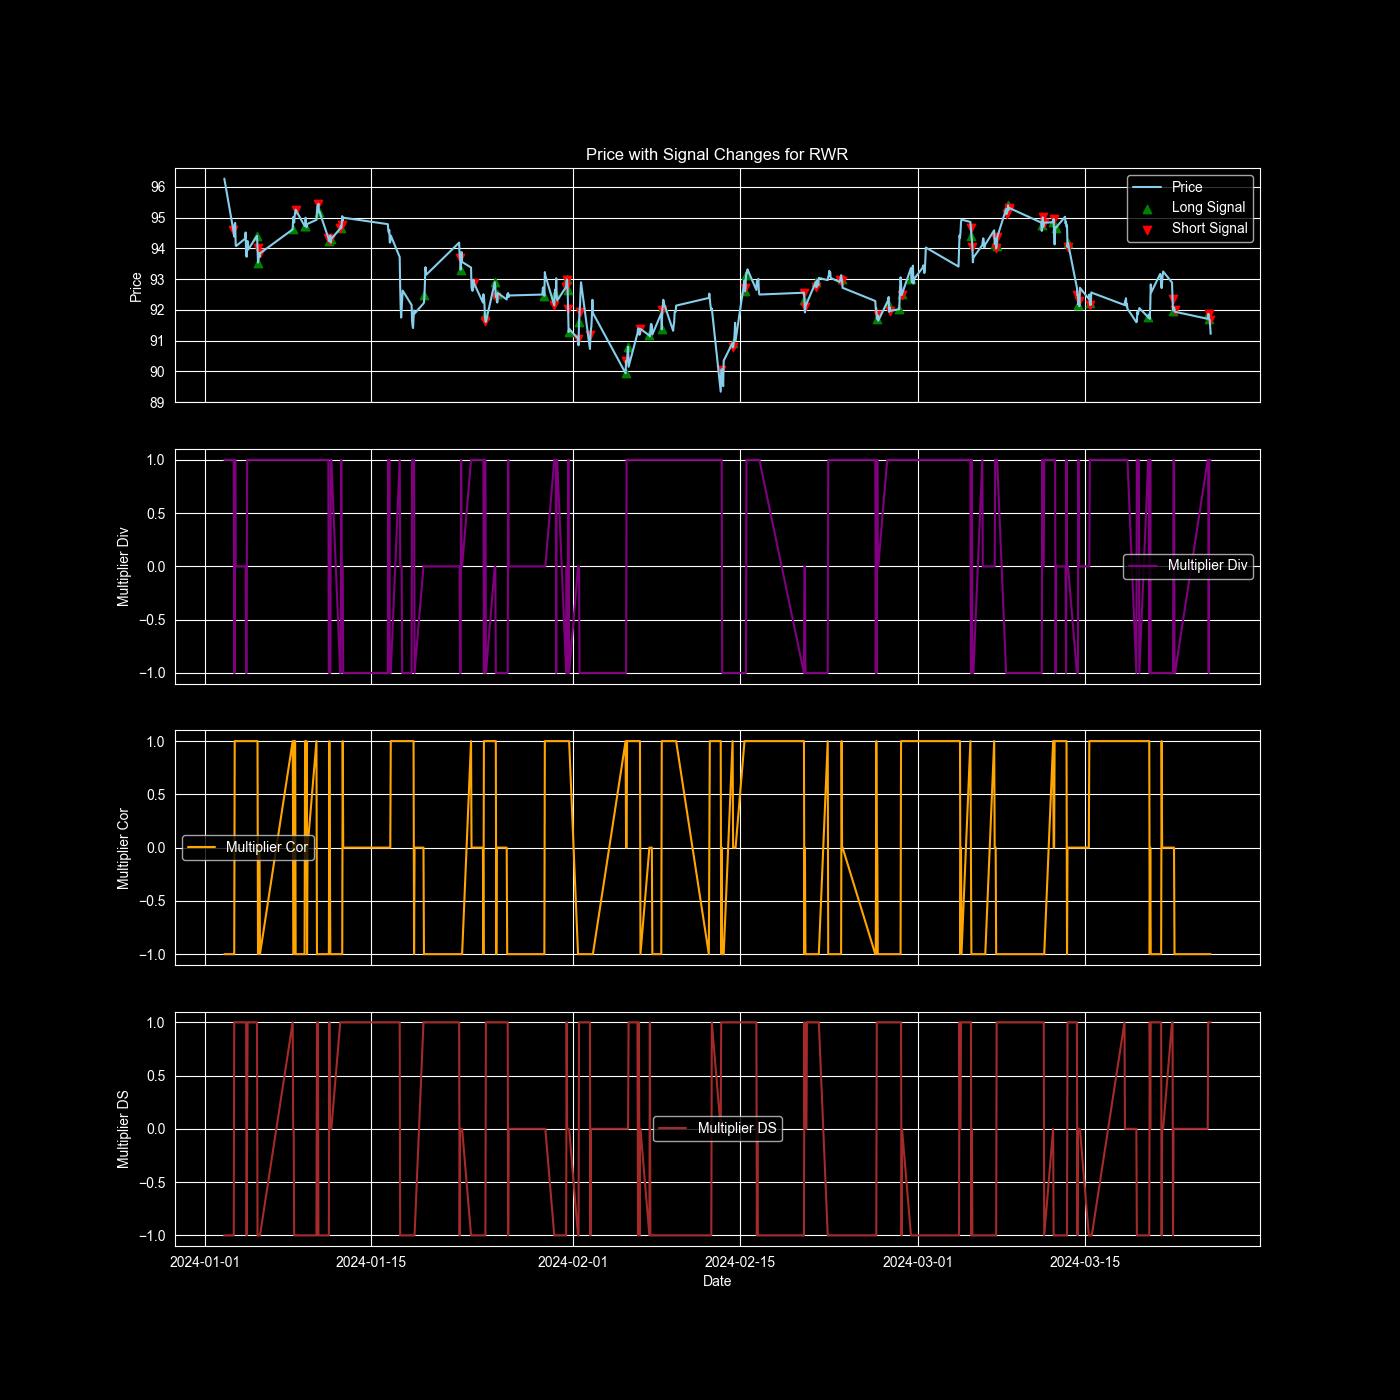 Price with Signal Changes for RWR
96
95
94
93
92
91
90
89
Price
Price
Long Signal
Short Signal
1.0
0.5
0.0
−0.5
−1.0
Multiplier Div
Multiplier Div
1.0
0.5
0.0
−0.5
−1.0
Multiplier Cor
Multiplier Cor
1.0
0.5
0.0
−0.5
−1.0
Multiplier DS
Multiplier DS
2024-01-01
2024-01-15
2024-02-01
2024-02-15
2024-03-01
2024-03-15
Date